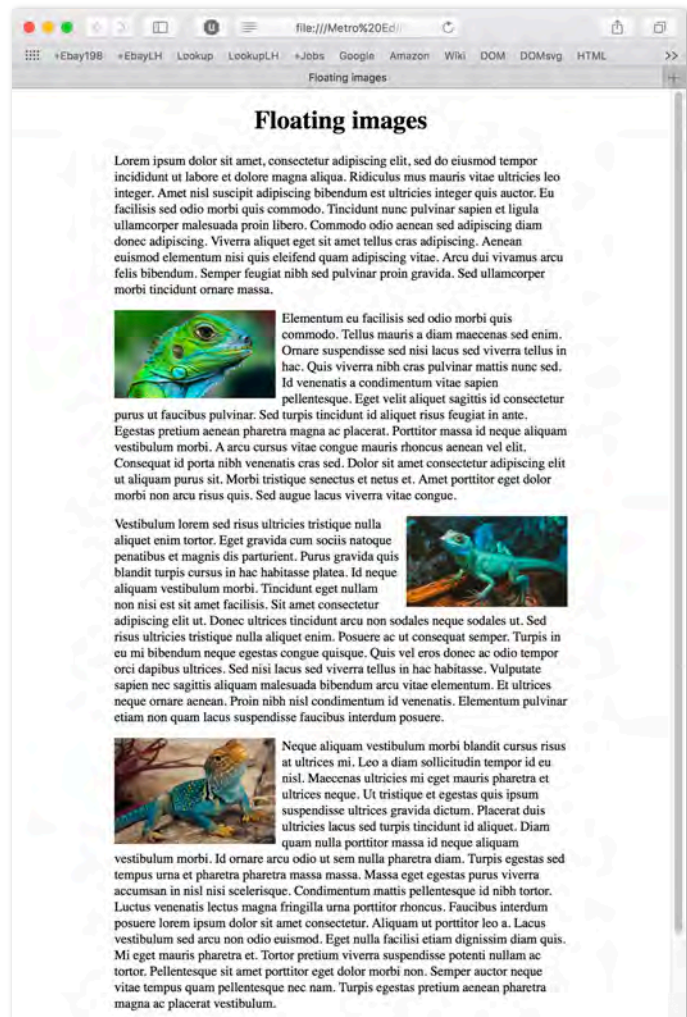 file:///Metro%20Edi
+Ebay198 +EbayLH Lookup LookupLH +Jobs Google Amazon Wiki DOM DOMsvg HTML >>
Floating images
Floating images
Lorem ipsum dolor sit amet, consectetur adipiscing elit, sed do eiusmod tempor
incididunt ut labore et dolore magna aliqua. Ridiculus mus mauris vitae ultricies leo
integer. Amet nisl suscipit adipiscing bibendum est ultricies integer quis auctor. Eu
facilisis sed odio morbi quis commodo. Tincidunt nunc pulvinar sapien et ligula
ullamcorper malesuada proin libero. Commodo odio aenean sed adipiscing diam
donec adipiscing. Viverra aliquet eget sit amet tellus cras adipiscing. Aenean
euismod elementum nisi quis eleifend quam adipiscing vitae. Arcu dui vivamus arcu
felis bibendum. Semper feugiat nibh sed pulvinar proin gravida. Sed ullamcorper
morbi tincidunt ornare massa.
Elementum eu facilisis sed odio morbi quis
commodo. Tellus mauris a diam maecenas sed enim.
Ornare suspendisse sed nisi lacus sed viverra tellus in
hac. Quis viverra nibh cras pulvinar mattis nunc sed.
Id venenatis a condimentum vitae sapien
pellentesque. Eget velit aliquet sagittis id consectetur
purus ut faucibus pulvinar. Sed turpis tincidunt id aliquet risus feugiat in ante.
Egestas pretium aenean pharetra magna ac placerat. Porttitor massa id neque aliquam
vestibulum morbi. A arcu cursus vitae congue mauris rhoncus aenean vel elit.
Consequat id porta nibh venenatis cras sed. Dolor sit amet consectetur adipiscing elit
ut aliquam purus sit. Morbi tristique senectus et netus et. Amet porttitor eget dolor
morbi non arcu risus quis. Sed augue lacus viverra vitae congue.
Vestibulum lorem sed risus ultricies tristique nulla
aliquet enim tortor. Eget gravida cum sociis natoque
penatibus et magnis dis parturient. Purus gravida quis
blandit turpis cursus in hac habitasse platea. Id neque
aliquam vestibulum morbi. Tincidunt eget nullam
non nisi est sit amet facilisis. Sit amet consectetur
adipiscing elit ut. Donec ultrices tincidunt arcu non sodales neque sodales ut. Sed
risus ultricies tristique nulla aliquet enim. Posuere ac ut consequat semper. Turpis in
eu mi bibendum neque egestas congue quisque. Quis vel eros donec ac odio tempor
orci dapibus ultrices. Sed nisi lacus sed viverra tellus in hac habitasse. Vulputate
sapien nec sagittis aliquam malesuada bibendum arcu vitae elementum. Et ultrices
neque ornare aenean. Proin nibh nisl condimentum id venenatis. Elementum pulvinar
etiam non quam lacus suspendisse faucibus interdum posuere.
Neque aliquam vestibulum morbi blandit cursus risus
at ultrices mi. Leo a diam sollicitudin tempor id eu
nisl. Maecenas ultricies mi eget mauris pharetra et
ultrices neque. Ut tristique et egestas quis ipsum
suspendisse ultrices gravida dictum. Placerat duis
ultricies lacus sed turpis tincidunt id aliquet. Diam
quam nulla porttitor massa id neque aliquam
vestibulum morbi. Id ornare arcu odio ut sem nulla pharetra diam. Turpis egestas sed
tempus urna et pharetra pharetra massa massa. Massa eget egestas purus viverra
accumsan in nisl nisi scelerisque. Condimentum mattis pellentesque id nibh tortor.
Luctus venenatis lectus magna fringilla urna porttitor rhoncus. Faucibus interdum
posuere lorem ipsum dolor sit amet consectetur. Aliquam ut porttitor leo a. Lacus
vestibulum sed arcu non odio euismod. Eget nulla facilisi etiam dignissim diam quis.
Mi eget mauris pharetra et. Tortor pretium viverra suspendisse potenti nullam ac
tortor. Pellentesque sit amet porttitor eget dolor morbi non. Semper auctor neque
vitae tempus quam pellentesque nec nam. Turpis egestas pretium aenean pharetra
magna ac placerat vestibulum.